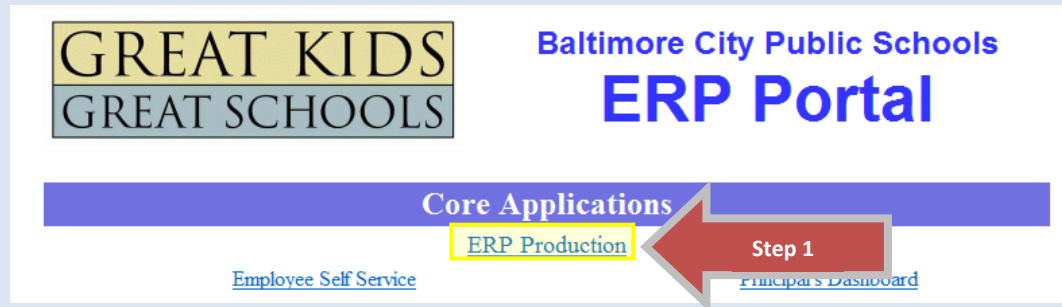 GREAT KIDS
GREAT SCHOOLS
Baltimore City Public Schools
ERP Portal
Core Applications
ERP Production
Step 1
Employee Self Service
Principal's Dashboard